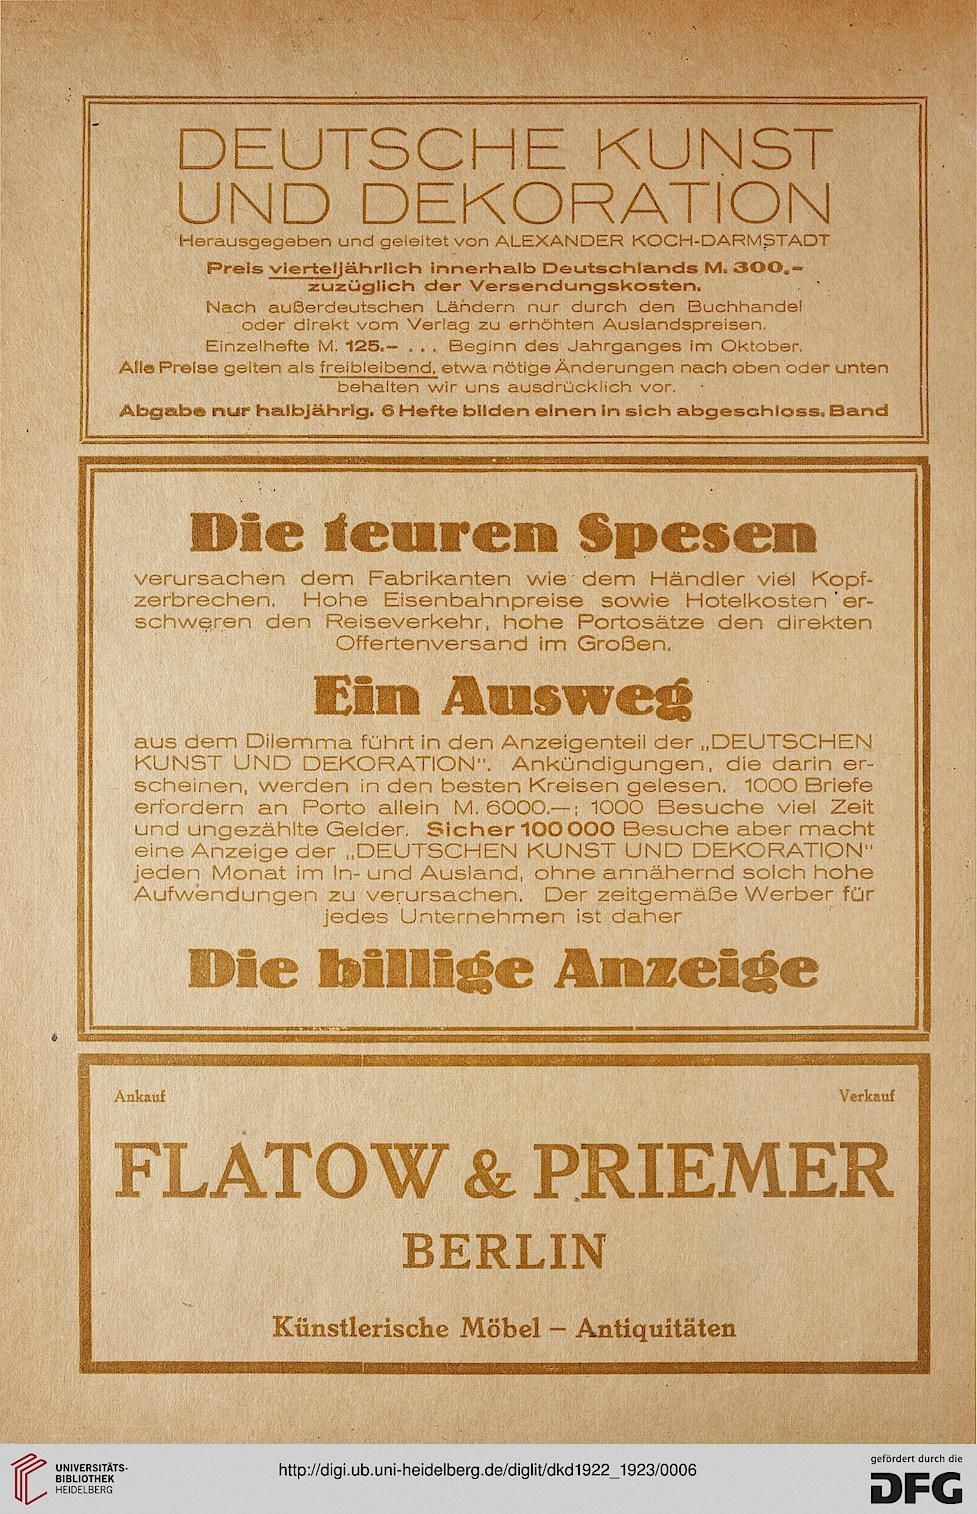 DEUTSCHE KUNST
UND DEKORATION
Herausgegeben und geleitet von ALEXANDER KOCH-DARMSTADT
Preis vierteljährlich innerhalb Deutschlands M. 300.–
zuzüglich der Versendungskosten.
Nach außerdeutschen Ländern nur durch den Buchhandel
oder direkt vom Verlag zu erhöhten Auslandspreisen.
Einzelhefte M. 125.– . . . Beginn des Jahrganges im Oktober.
Alle Preise gelten als freibleibend, etwa nötige Änderungen nach oben oder unten
behalten wir uns ausdrücklich vor.
Abgabe nur halbjährig. 6 Hefte bilden einen in sich abgeschloss. Band
Die teuren Spesen
verursachen dem Fabrikanten wie dem Händler viel Kopf-
zerbrechen. Hohe Eisenbahnpreise sowie Hotelkosten er-
schweren den Reiseverkehr, hohe Portosätze den direkten
Offertenversand im Großen.
Ein Ausweg
aus dem Dilemma führt in den Anzeigenteil der „DEUTSCHEN
KUNST UND DEKORATION". Ankündigungen, die darin er-
scheinen, werden in den besten Kreisen gelesen. 1000 Briefe
erfordern an Porto allein M. 6000.—; 1000 Besuche viel Zeit
und ungezählte Gelder. Sicher 100 000 Besuche aber macht
eine Anzeige der „DEUTSCHEN KUNST UND DEKORATION"
jeden Monat im In- und Ausland, ohne annähernd solch hohe
Aufwendungen zu verursachen. Der zeitgemäße Werber für
jedes Unternehmen ist daher
Die billige Anzeige
Ankauf Verkauf
FLATOW & PRIEMER
BERLIN
Künstlerische Möbel – Antiquitäten
UNIVERSITÄTS-
BIBLIOTHEK
HEIDELBERG
http://digi.ub.uni-heidelberg.de/diglit/dkd1922_1923/0006
gefördert durch die
DFG